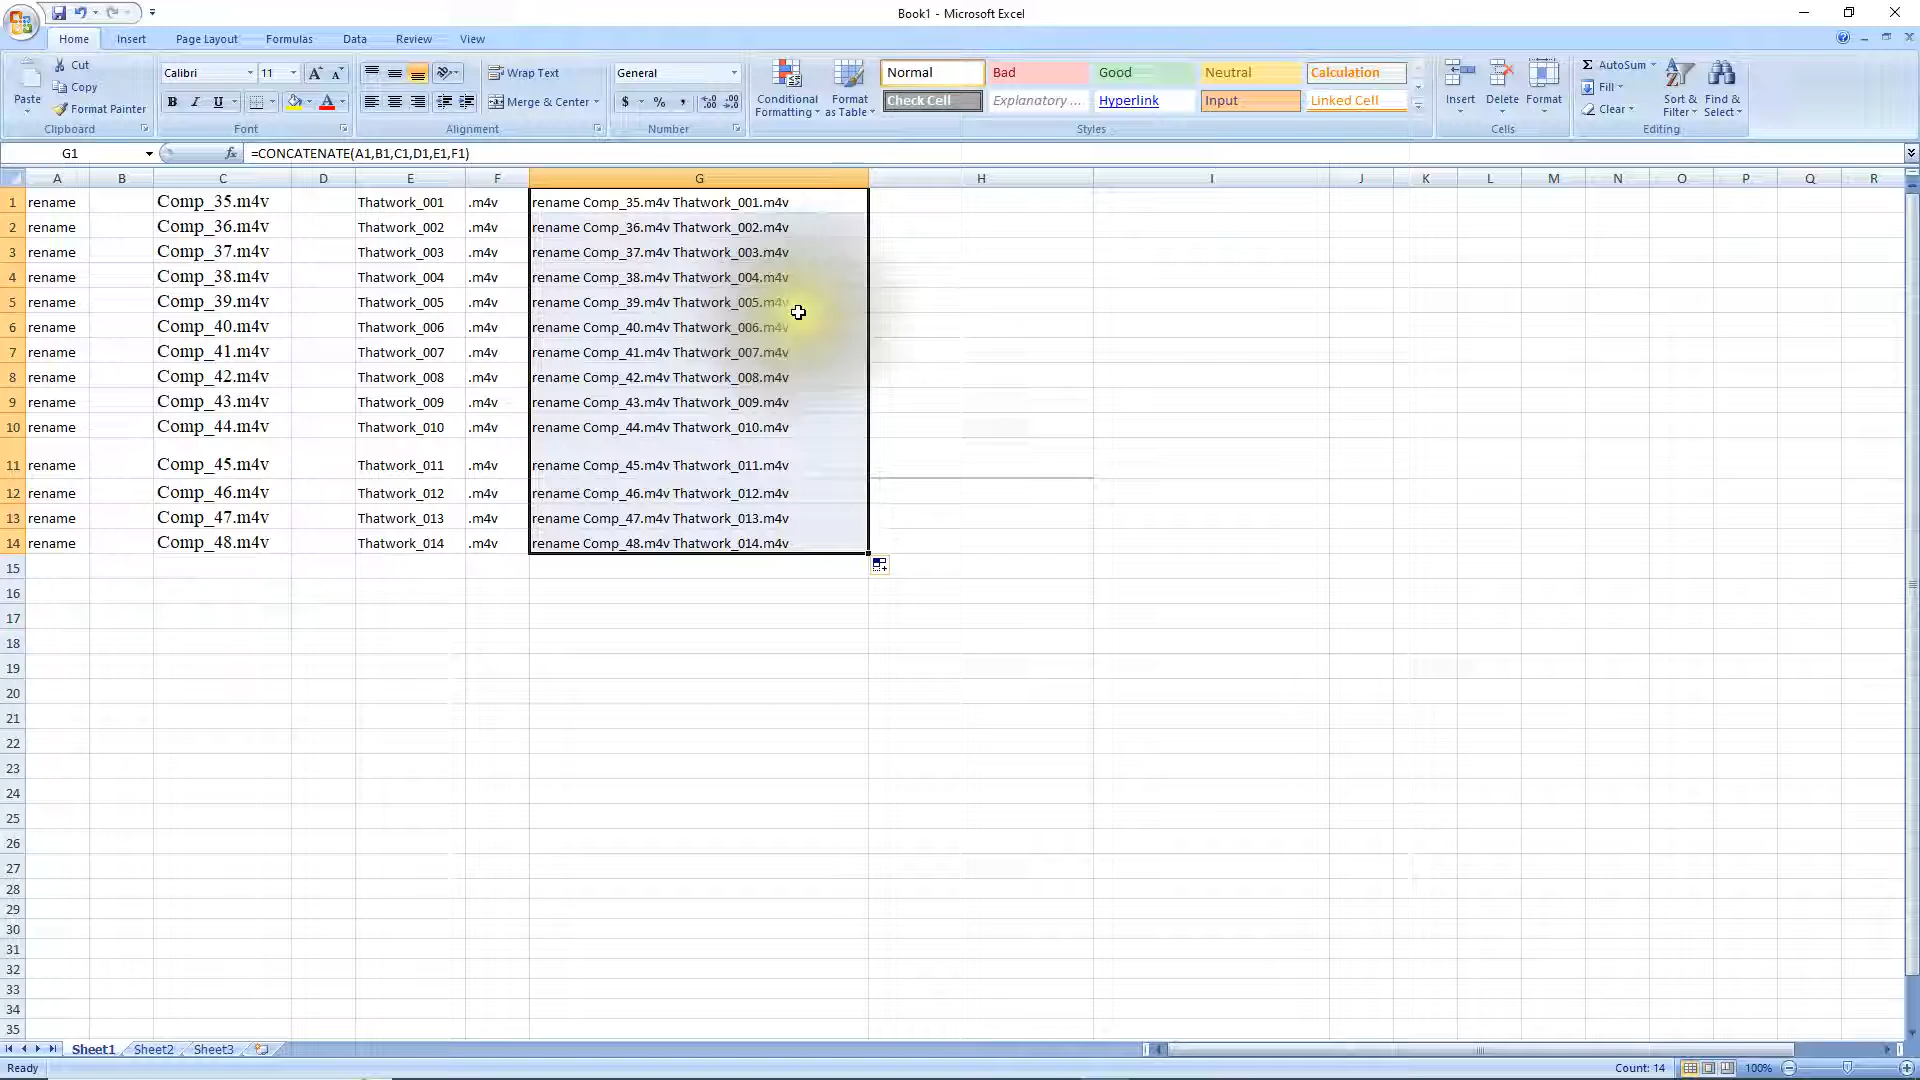 Book1 - Microsoft Excel
Home Insert Page Layout Formulas Data Review View
Paste Cut Copy Format Painter Clipboard
Calibri 11 A A B I U A Font
Wrap Text Merge & Center Alignment
General $ % , Number
Conditional Formatting Format as Table
Normal Bad Good Neutral Calculation
Check Cell Explanatory ... Hyperlink Input Linked Cell
Styles
Insert Delete Format Cells
Σ AutoSum Fill Clear Sort & Filter Find & Select Editing
G1 fx =CONCATENATE(A1,B1,C1,D1,E1,F1)
A B C D E F G H I J K L M N O P Q R
1 rename Comp_35.m4v Thatwork_001 .m4v rename Comp_35.m4v Thatwork_001.m4v
2 rename Comp_36.m4v Thatwork_002 .m4v rename Comp_36.m4v Thatwork_002.m4v
3 rename Comp_37.m4v Thatwork_003 .m4v rename Comp_37.m4v Thatwork_003.m4v
4 rename Comp_38.m4v Thatwork_004 .m4v rename Comp_38.m4v Thatwork_004.m4v
5 rename Comp_39.m4v Thatwork_005 .m4v rename Comp_39.m4v Thatwork_005.m4v
6 rename Comp_40.m4v Thatwork_006 .m4v rename Comp_40.m4v Thatwork_006.m4v
7 rename Comp_41.m4v Thatwork_007 .m4v rename Comp_41.m4v Thatwork_007.m4v
8 rename Comp_42.m4v Thatwork_008 .m4v rename Comp_42.m4v Thatwork_008.m4v
9 rename Comp_43.m4v Thatwork_009 .m4v rename Comp_43.m4v Thatwork_009.m4v
10 rename Comp_44.m4v Thatwork_010 .m4v rename Comp_44.m4v Thatwork_010.m4v
11 rename Comp_45.m4v Thatwork_011 .m4v rename Comp_45.m4v Thatwork_011.m4v
12 rename Comp_46.m4v Thatwork_012 .m4v rename Comp_46.m4v Thatwork_012.m4v
13 rename Comp_47.m4v Thatwork_013 .m4v rename Comp_47.m4v Thatwork_013.m4v
14 rename Comp_48.m4v Thatwork_014 .m4v rename Comp_48.m4v Thatwork_014.m4v
15
16
17
18
19
20
21
22
23
24
25
26
27
28
29
30
31
32
33
34
35
Sheet1 Sheet2 Sheet3
Ready Count: 14 100%